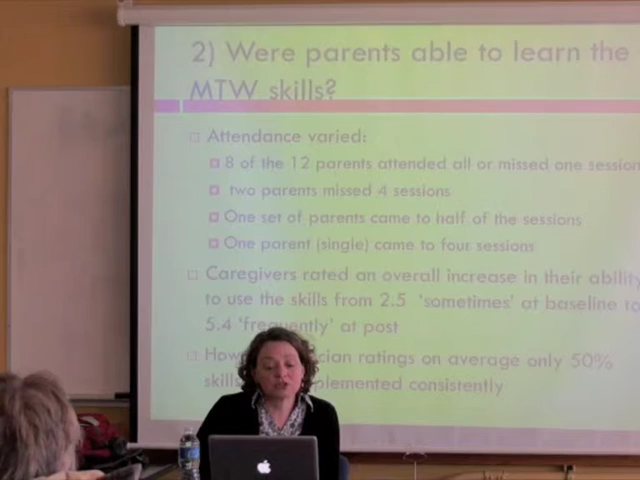 2) Were parents able to learn the
MTW skills?
Attendance varied:
8 of the 12 parents attended all or missed one session
two parents missed 4 sessions
One set of parents came to half of the sessions
One parent (single) came to four sessions
Caregivers rated an overall increase in their ability
to use the skills from 2.5 'sometimes' at baseline to
5.4 'frequently' at post
ratings on average only 50%
skills implemented consistently